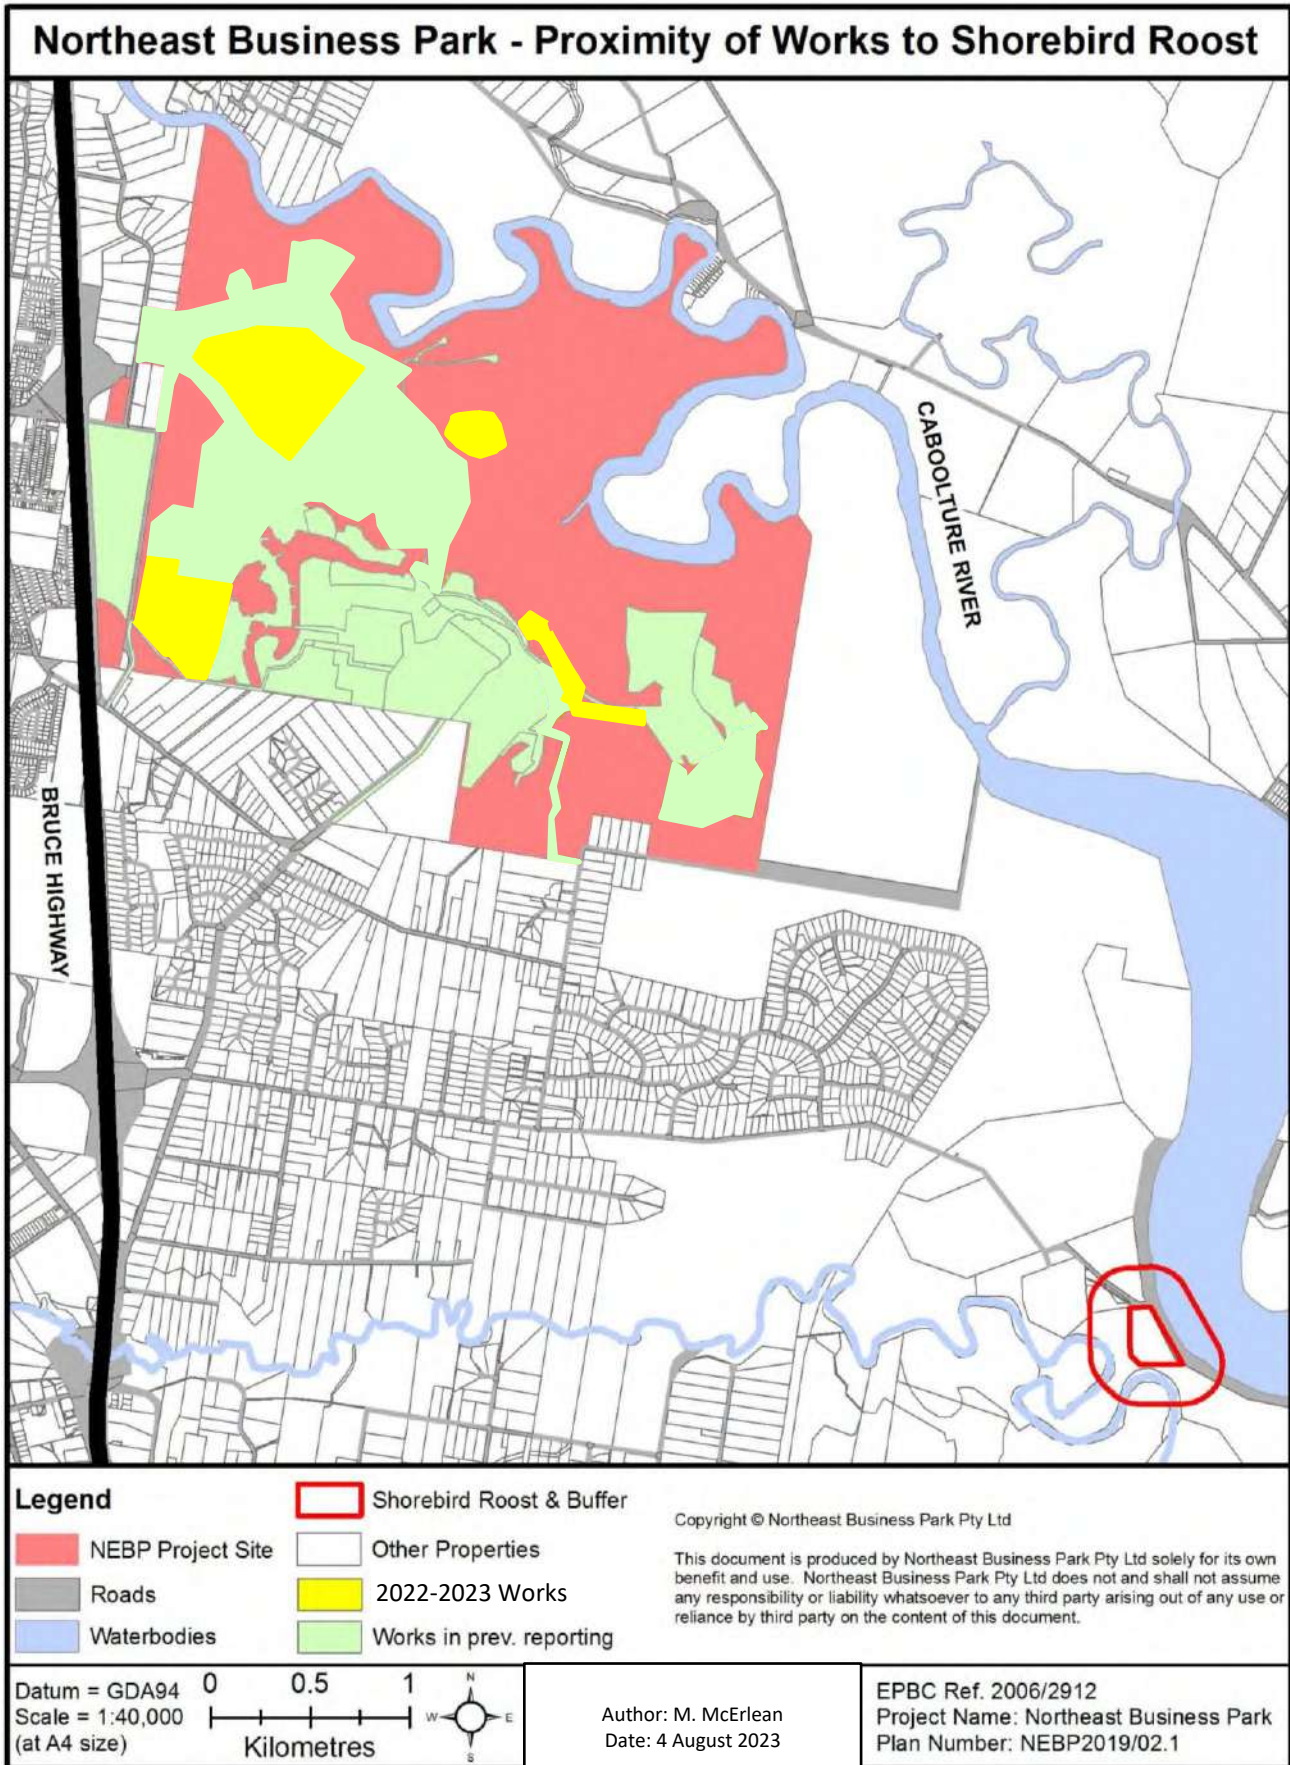 Northeast Business Park - Proximity of Works to Shorebird Roost
CABOOLTURE RIVER
BRUCE HIGHWAY
Legend
NEBP Project Site
Roads
Waterbodies
Shorebird Roost & Buffer
Other Properties
2022-2023 Works
Works in prev. reporting
Copyright © Northeast Business Park Pty Ltd
This document is produced by Northeast Business Park Pty Ltd solely for its own
benefit and use. Northeast Business Park Pty Ltd does not and shall not assume
any responsibility or liability whatsoever to any third party arising out of any use or
reliance by third party on the content of this document.
Datum = GDA94
Scale = 1:40,000
(at A4 size)
0 0.5 1
Kilometres
N
W E
S
Author: M. McErlean
Date: 4 August 2023
EPBC Ref. 2006/2912
Project Name: Northeast Business Park
Plan Number: NEBP2019/02.1